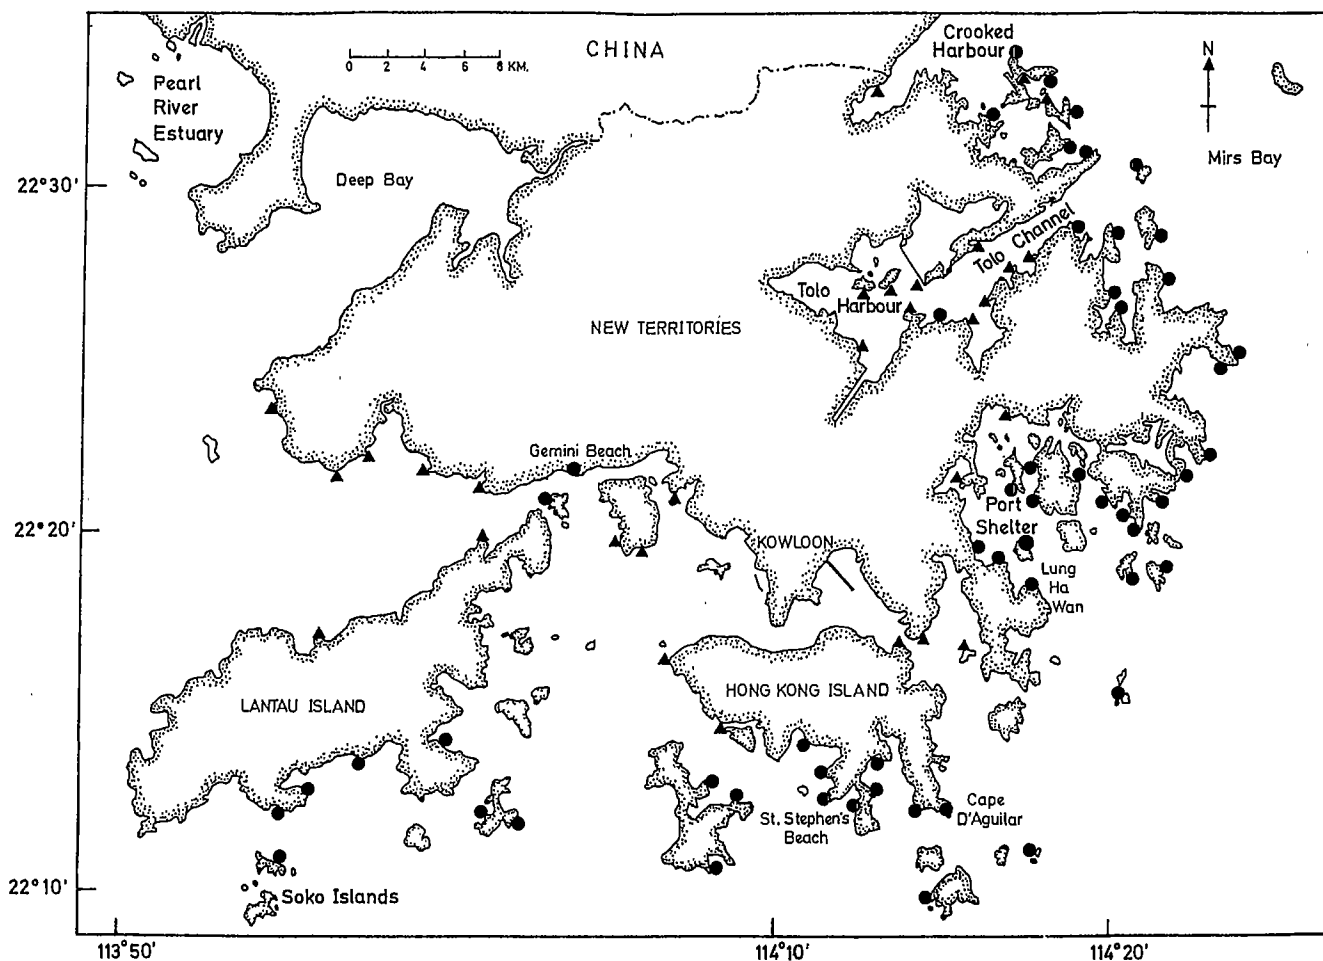 CHINA
0 2 4 6 8 KM.
Crooked
Harbour
N
Pearl
River
Estuary
Mirs Bay
22°30'
Deep Bay
Tolo Channel
Tolo
Harbour
NEW TERRITORIES
Gemini Beach
Port
Shelter
22°20'
KOWLOON
Lung
Ha
Wan
LANTAU ISLAND
HONG KONG ISLAND
St. Stephen's
Beach
Cape
D'Aguilar
22°10'
Soko Islands
113°50'
114°10'
114°20'